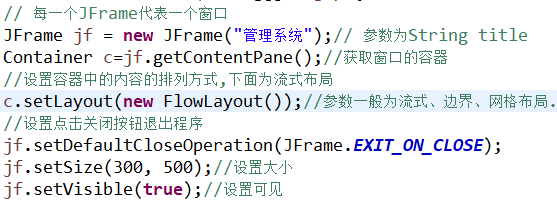 // 每一个JFrame代表一个窗口
JFrame jf = new JFrame("管理系统");// 参数为String title
Container c=jf.getContentPane();//获取窗口的容器
//设置容器中的内容的排列方式,下面为流式布局
c.setLayout(new FlowLayout());//参数一般为流式、边界、网格布局.
//设置点击关闭按钮退出程序
jf.setDefaultCloseOperation(JFrame.EXIT_ON_CLOSE);
jf.setSize(300, 500);//设置大小
jf.setVisible(true);//设置可见